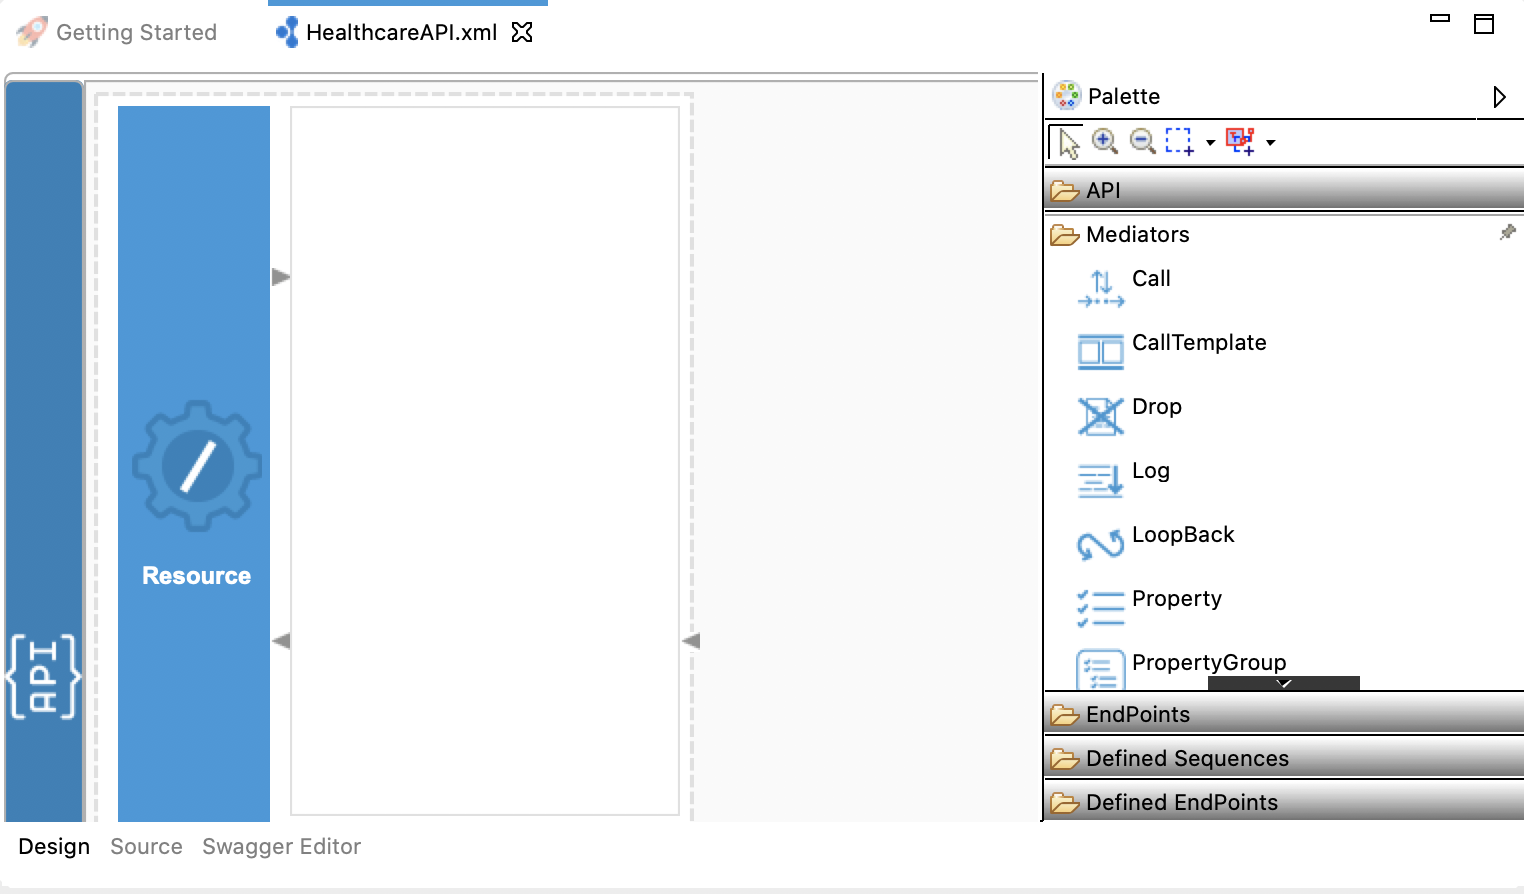 Getting Started
HealthcareAPI.xml
Palette
API
Mediators
Call
CallTemplate
Drop
Log
LoopBack
Property
PropertyGroup
EndPoints
Defined Sequences
Defined EndPoints
Resource
{API}
Design
Source
Swagger Editor